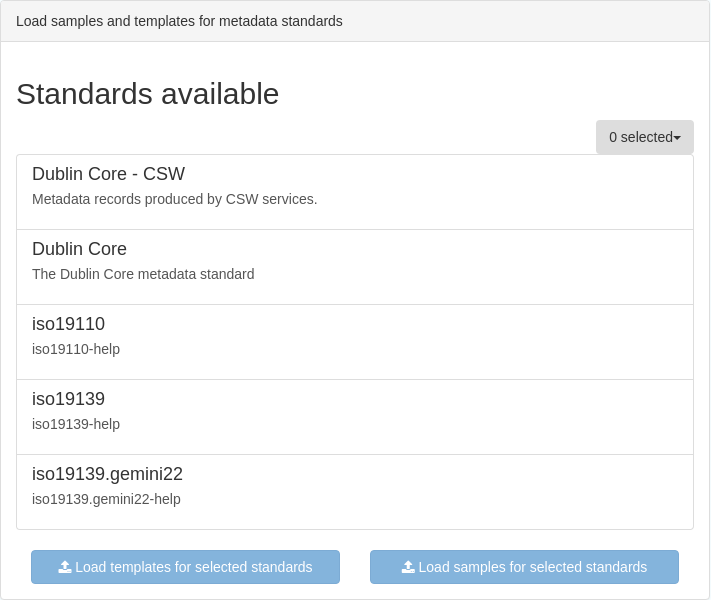 Load samples and templates for metadata standards
Standards available
0 selected
Dublin Core - CSW
Metadata records produced by CSW services.
Dublin Core
The Dublin Core metadata standard
iso19110
iso19110-help
iso19139
iso19139-help
iso19139.gemini22
iso19139.gemini22-help
Load templates for selected standards
Load samples for selected standards